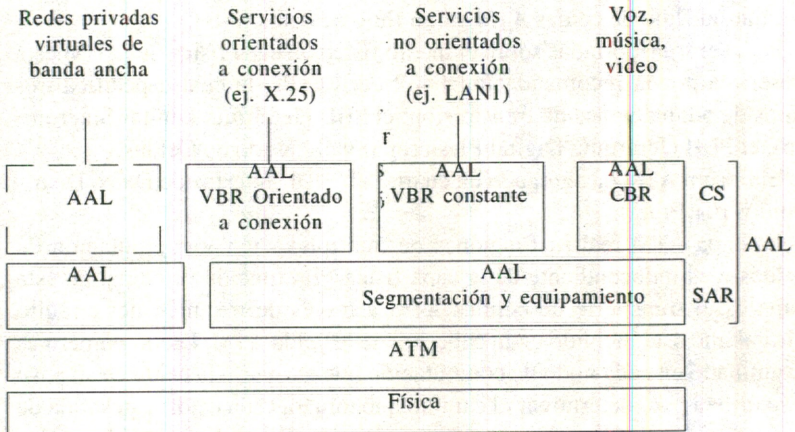 Redes privadas
virtuales de
banda ancha
Servicios
orientados
a conexión
(ej. X.25)
Servicios
no orientados
a conexión
(ej. LAN1)
Voz,
música,
video
r
s
AAL
AAL
VBR Orientado
a conexión
AAL
VBR constante
AAL
CBR
CS
AAL
AAL
AAL
Segmentación y equipamiento
SAR
ATM
Física